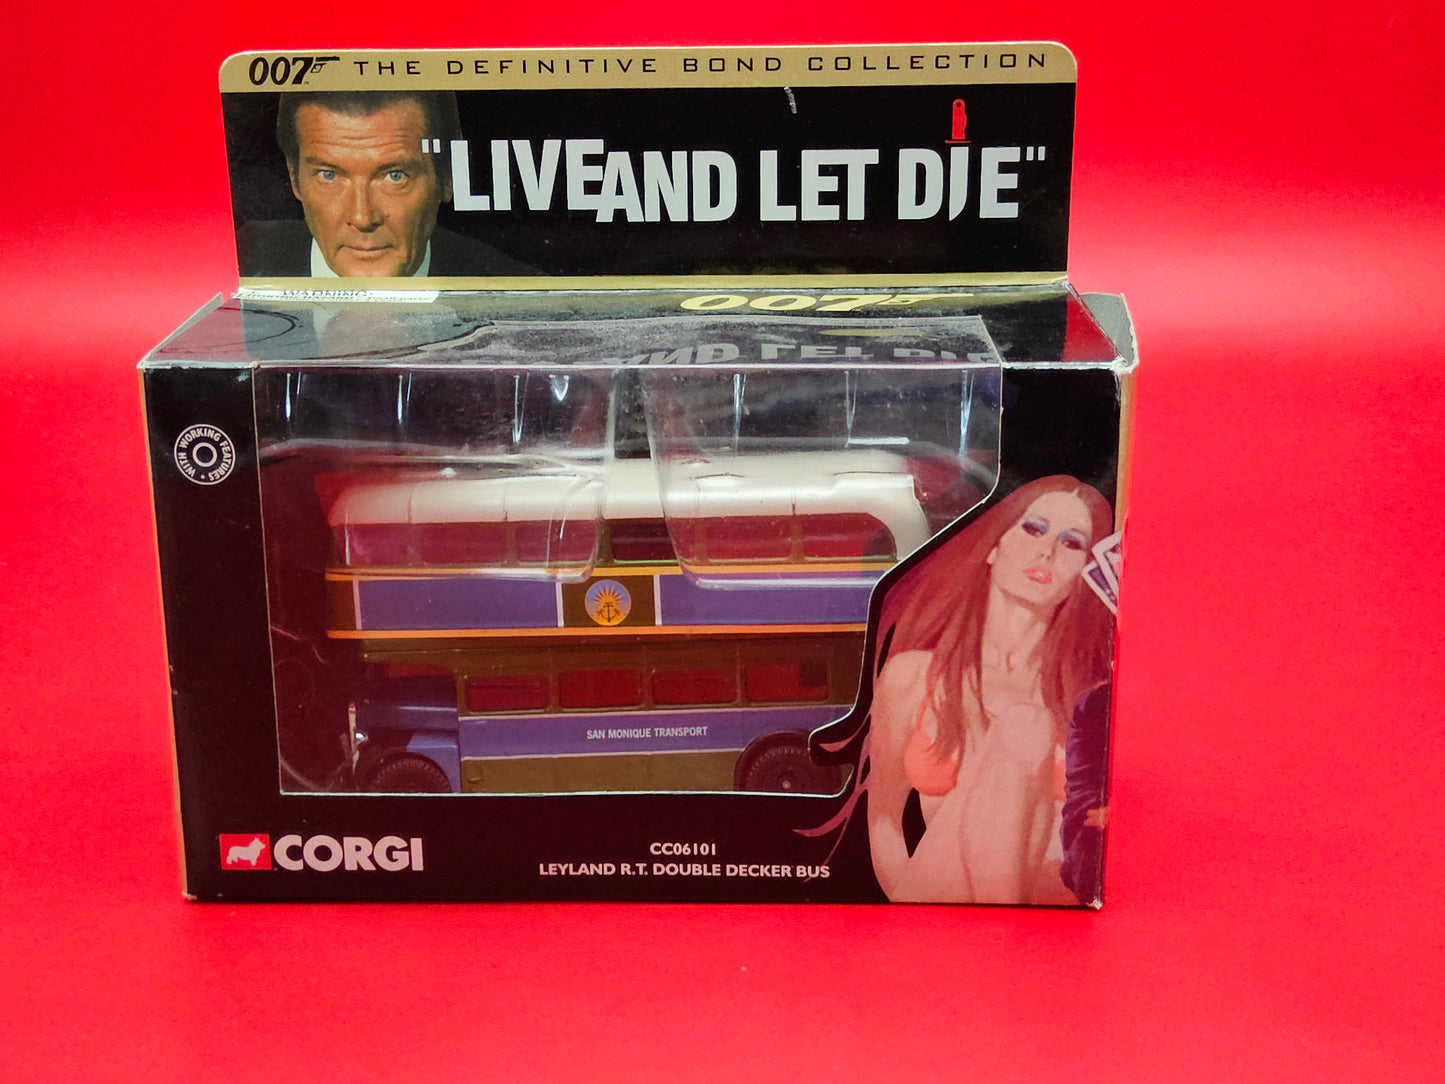 007 THE DEFINITIVE BOND COLLECTION
"LIVE AND LET DIE"
WARNING:
007
WITH WORKING FEATURES •
SAN MONIQUE TRANSPORT
CORGI
CC06101
LEYLAND R.T. DOUBLE DECKER BUS